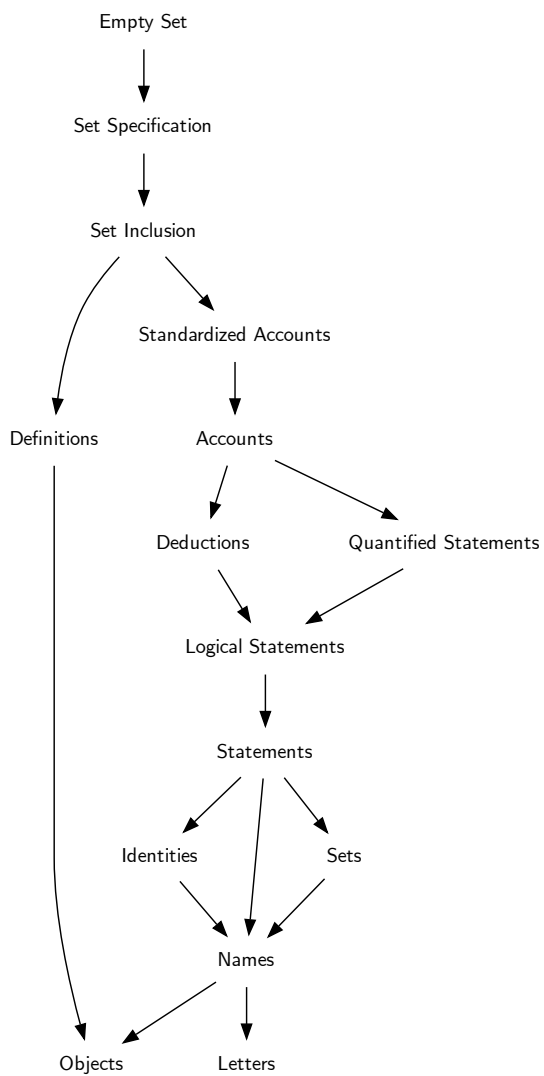 Empty Set
Set Specification
Set Inclusion
Standardized Accounts
Definitions
Accounts
Deductions
Quantified Statements
Logical Statements
Statements
Identities
Sets
Names
Objects
Letters